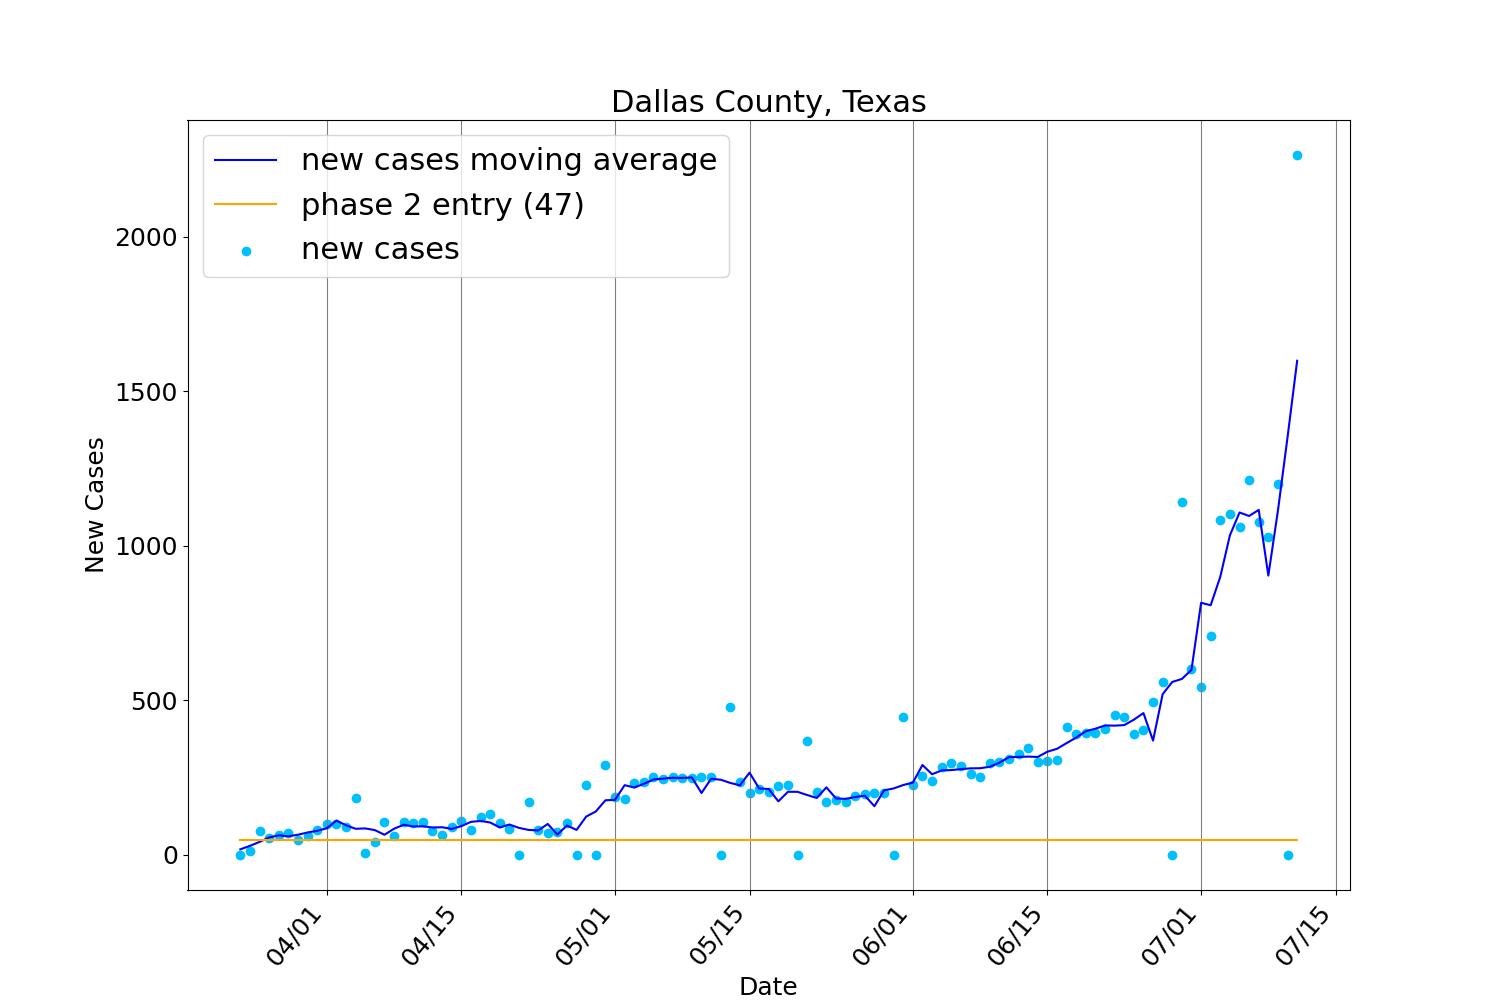 Dallas County, Texas
new cases moving average
phase 2 entry (47)
new cases
New Cases
2000
1500
1000
500
0
04/01
04/15
05/01
05/15
06/01
06/15
07/01
07/15
Date